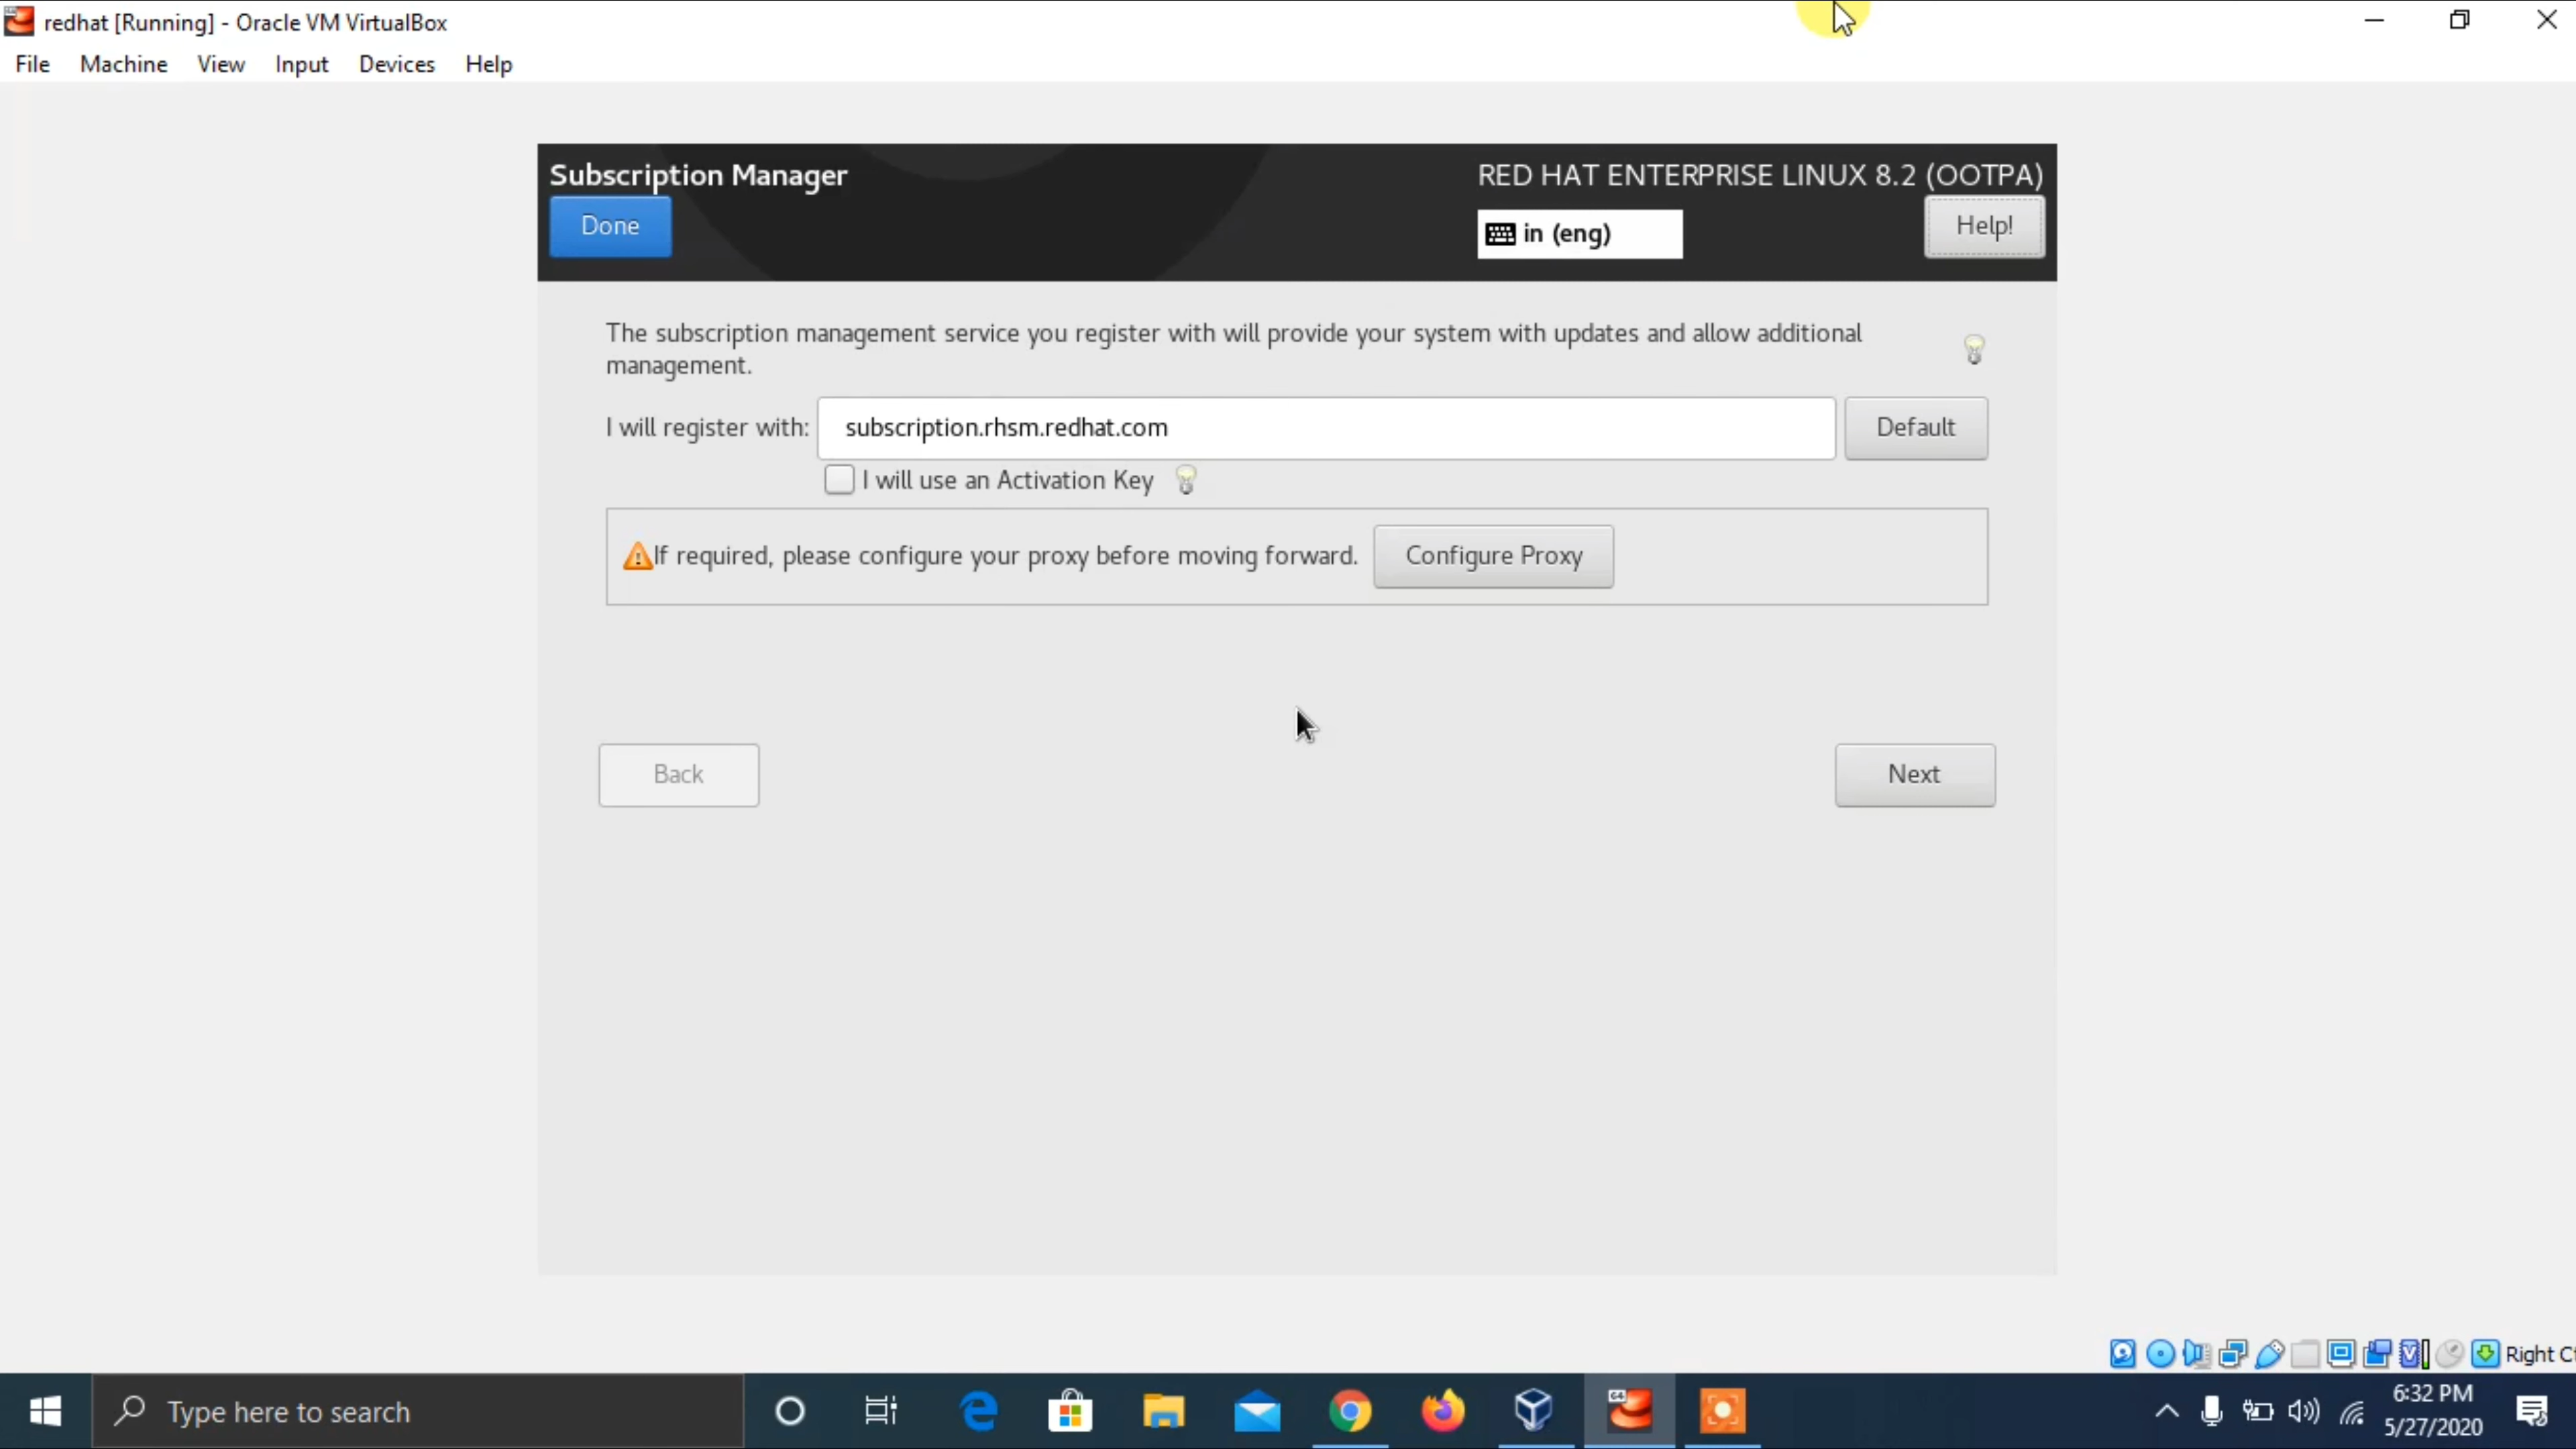 redhat [Running] - Oracle VM VirtualBox
File Machine View Input Devices Help
Subscription Manager
RED HAT ENTERPRISE LINUX 8.2 (OOTPA)
Done
in (eng)
Help!
The subscription management service you register with will provide your system with updates and allow additional
management.
I will register with: subscription.rhsm.redhat.com Default
I will use an Activation Key
If required, please configure your proxy before moving forward. Configure Proxy
Back Next
Right C
Type here to search
64
6:32 PM
5/27/2020